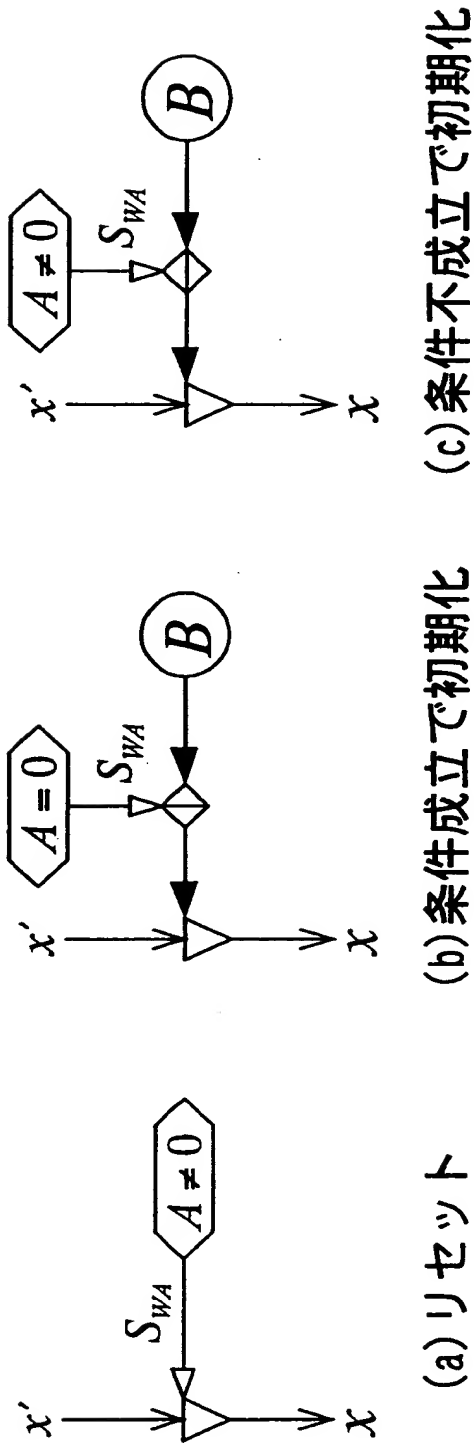 x′
S_WA
A ≠ 0
x
(a)リセット
x′
A = 0
S_WA
B
x
(b)条件成立で初期化
x′
A ≠ 0
S_WA
B
x
(c)条件不成立で初期化